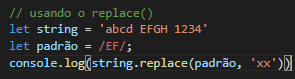 // usando o replace()
let string = 'abcd EFGH 1234'
let padrão = /EF/;
console.log(string.replace(padrão, 'xx'))